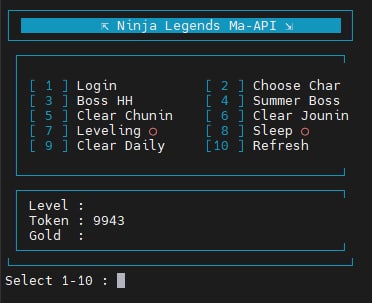 ⇱ Ninja Legends Ma-API ⇲
[ 1 ] Login [ 2 ] Choose Char
[ 3 ] Boss HH [ 4 ] Summer Boss
[ 5 ] Clear Chunin [ 6 ] Clear Jounin
[ 7 ] Leveling ○ [ 8 ] Sleep ○
[ 9 ] Clear Daily [10 ] Refresh
Level :
Token : 9943
Gold :
Select 1-10 :